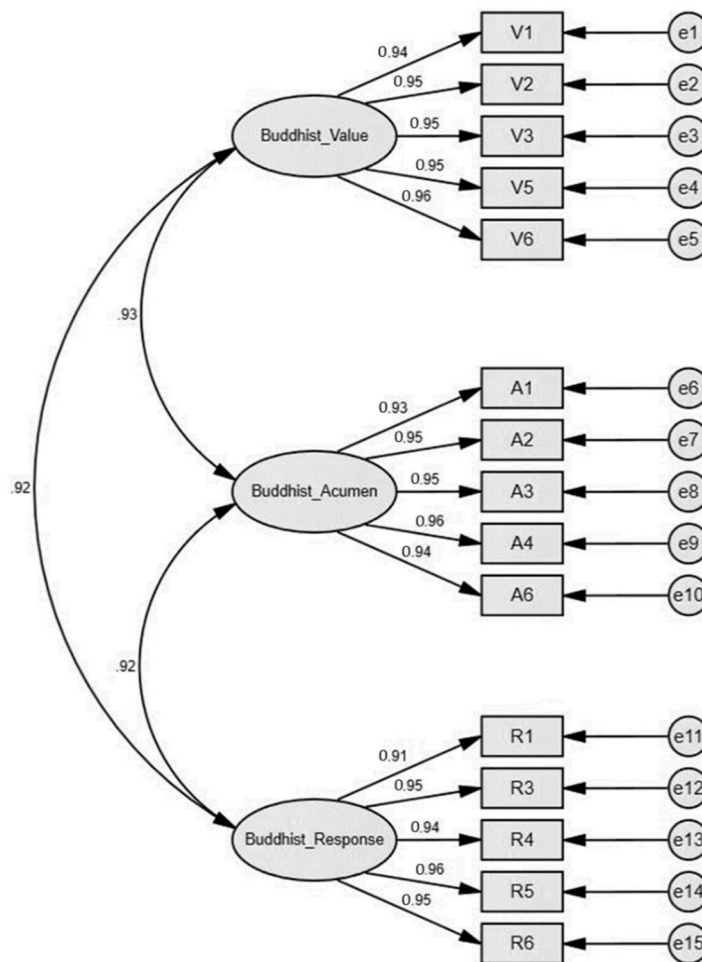 V1
e1
0.94
V2
e2
0.95
Buddhist_Value
0.95
V3
e3
0.95
V5
e4
0.96
V6
e5
.93
A1
e6
0.93
A2
e7
0.95
Buddhist_Acumen
0.95
A3
e8
0.96
A4
e9
0.94
A6
e10
.92
.92
R1
e11
0.91
R3
e12
0.95
Buddhist_Response
0.94
R4
e13
0.96
R5
e14
0.95
R6
e15